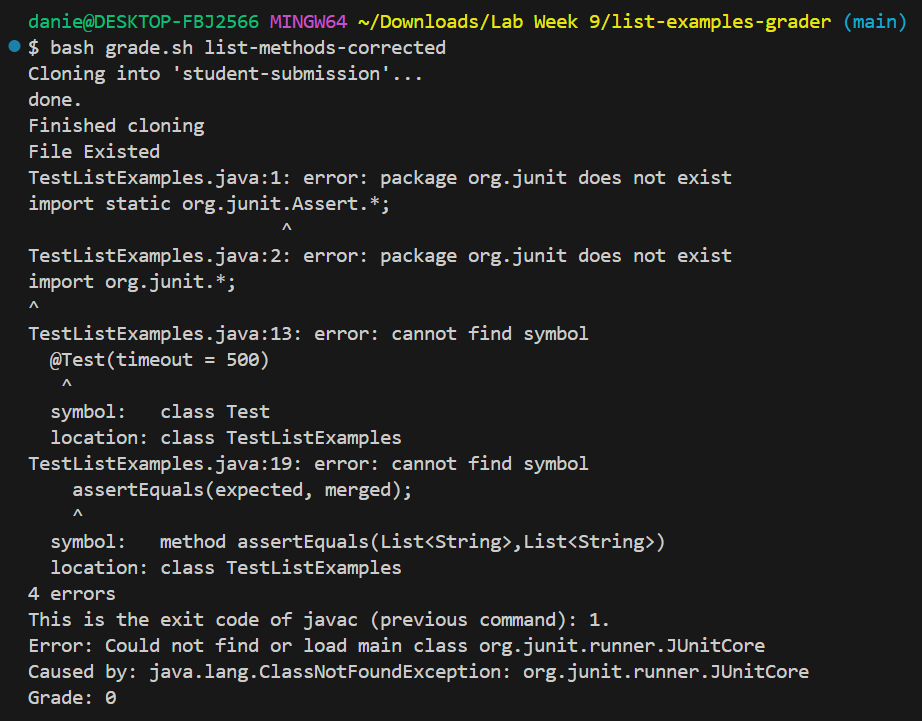 danie@DESKTOP-FBJ2566 MINGW64 ~/Downloads/Lab Week 9/list-examples-grader (main)
$ bash grade.sh list-methods-corrected
Cloning into 'student-submission'...
done.
Finished cloning
File Existed
TestListExamples.java:1: error: package org.junit does not exist
import static org.junit.Assert.*;
                       ^
TestListExamples.java:2: error: package org.junit does not exist
import org.junit.*;
^
TestListExamples.java:13: error: cannot find symbol
  @Test(timeout = 500)
   ^
  symbol:   class Test
  location: class TestListExamples
TestListExamples.java:19: error: cannot find symbol
    assertEquals(expected, merged);
    ^
  symbol:   method assertEquals(List<String>,List<String>)
  location: class TestListExamples
4 errors
This is the exit code of javac (previous command): 1.
Error: Could not find or load main class org.junit.runner.JUnitCore
Caused by: java.lang.ClassNotFoundException: org.junit.runner.JUnitCore
Grade: 0